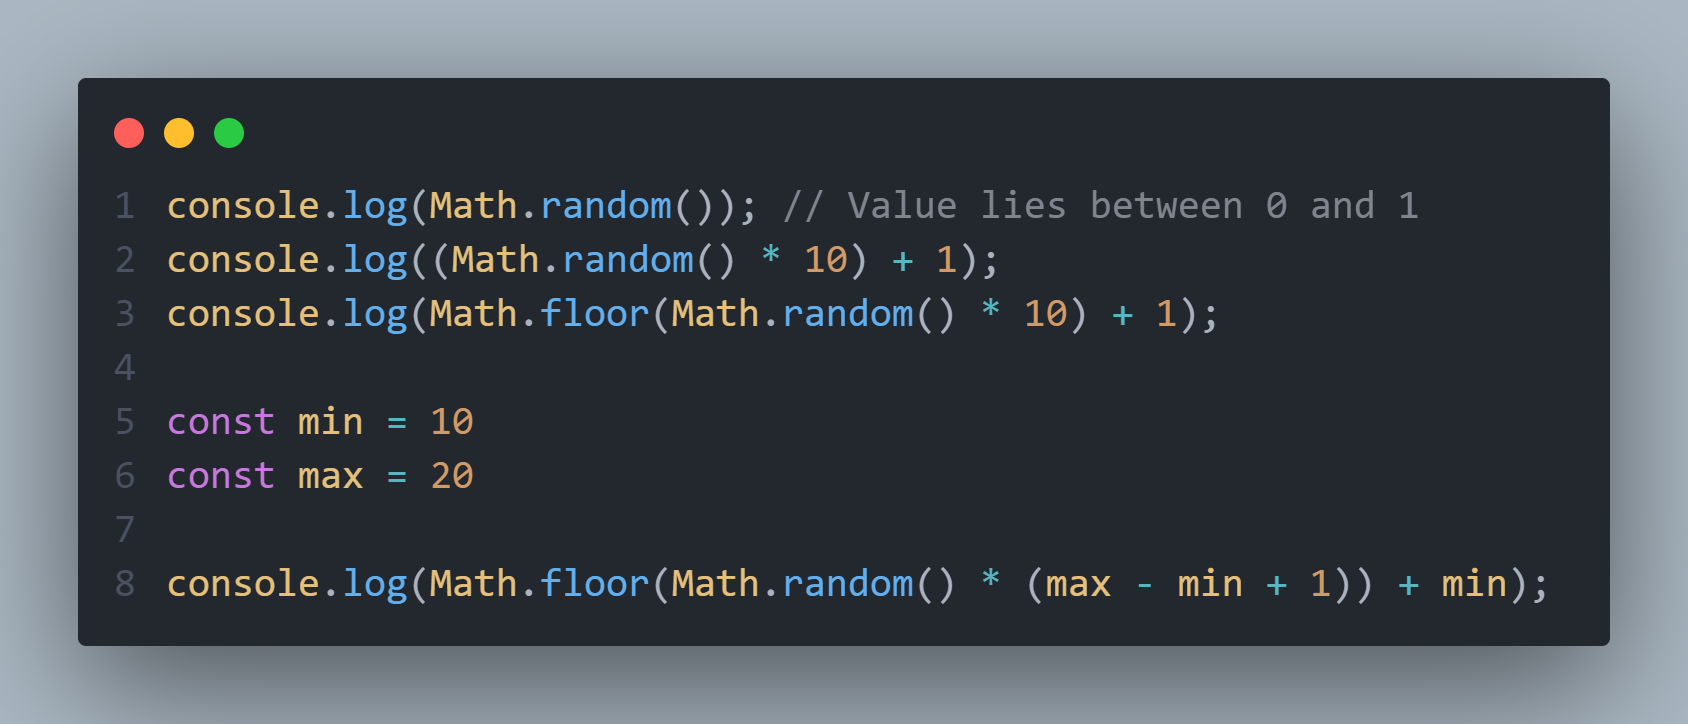 1 console.log(Math.random()); // Value lies between 0 and 1
2 console.log((Math.random() * 10) + 1);
3 console.log(Math.floor(Math.random() * 10) + 1);
4
5 const min = 10
6 const max = 20
7
8 console.log(Math.floor(Math.random() * (max - min + 1)) + min);